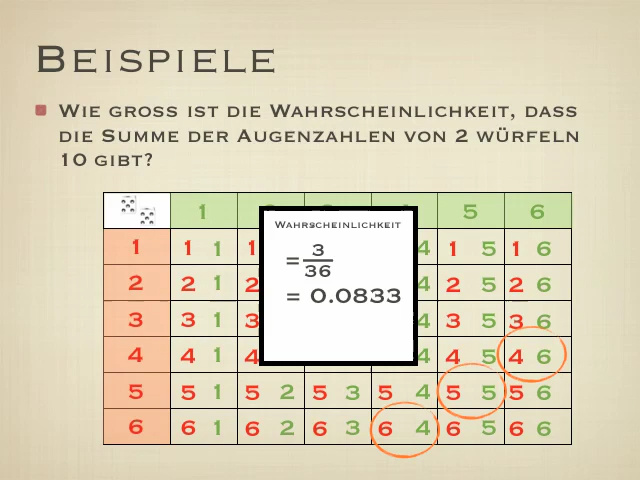 Beispiele
Wie gross ist die Wahrscheinlichkeit, dass
die Summe der Augenzahlen von 2 würfeln
10 gibt?
1 5 6
1 1 1 1 4 1 5 1 6
2 2 1 2 4 2 5 2 6
3 3 1 3 4 3 5 3 6
4 4 1 4 4 4 5 4 6
5 5 1 5 2 5 3 5 4 5 5 5 6
6 6 1 6 2 6 3 6 4 6 5 6 6
Wahrscheinlichkeit
= 3/36
= 0.0833